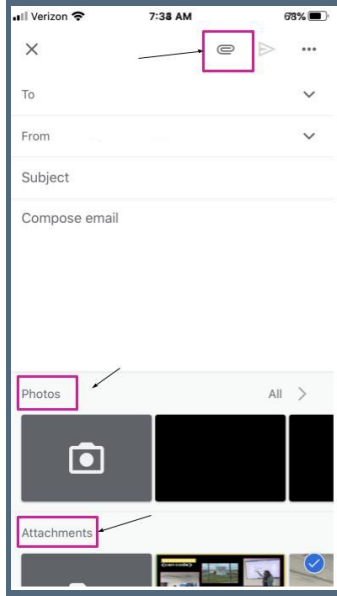 Verizon 7:38 AM 68%
To
From
Subject
Compose email
Photos All
Attachments